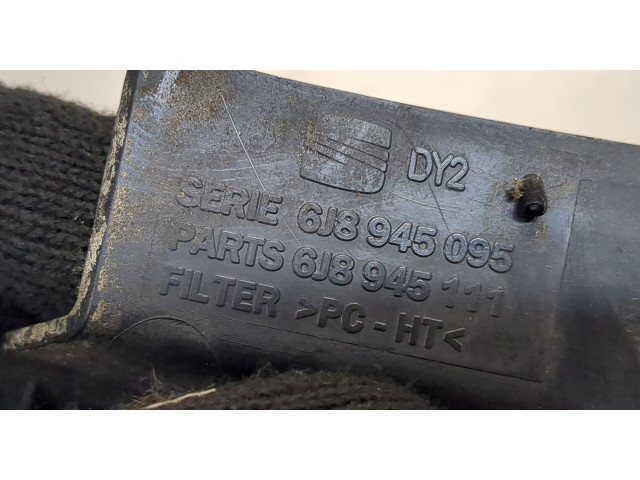 DY2
SERIE 6J8 945 095
PARTS 6J8 945 111
FILTER >PC-HT<